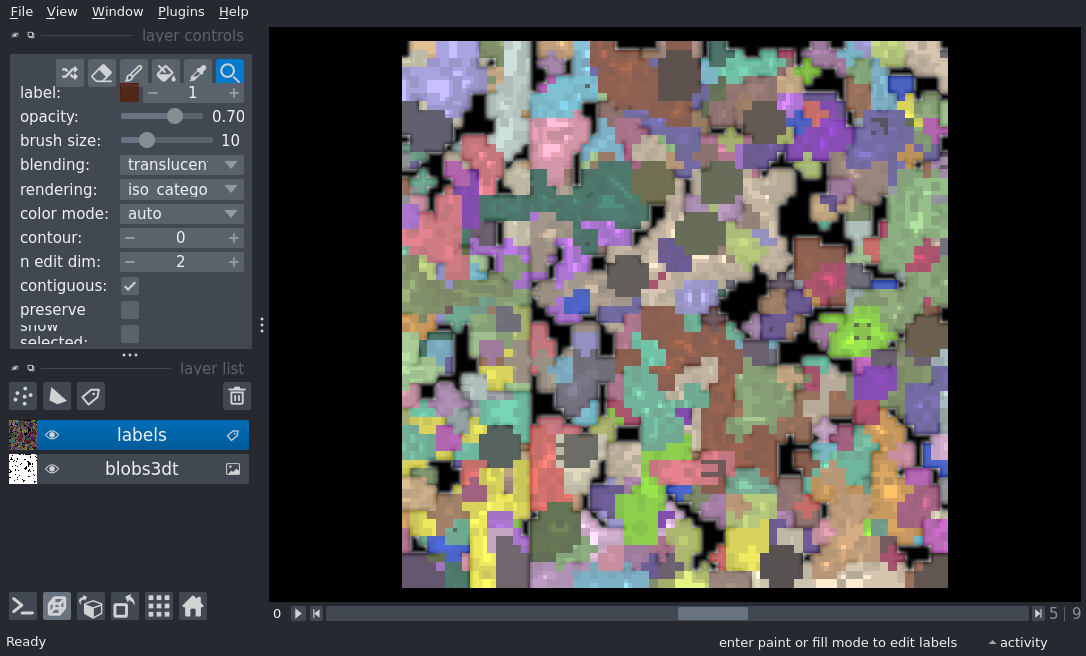 File View Window Plugins Help
layer controls
label: 1
opacity: 0.70
brush size: 10
blending: translucen
rendering: iso_catego
color mode: auto
contour: 0
n edit dim: 2
contiguous:
preserve
show
selected:
layer list
labels
blobs3dt
0 5 | 9
Ready enter paint or fill mode to edit labels activity